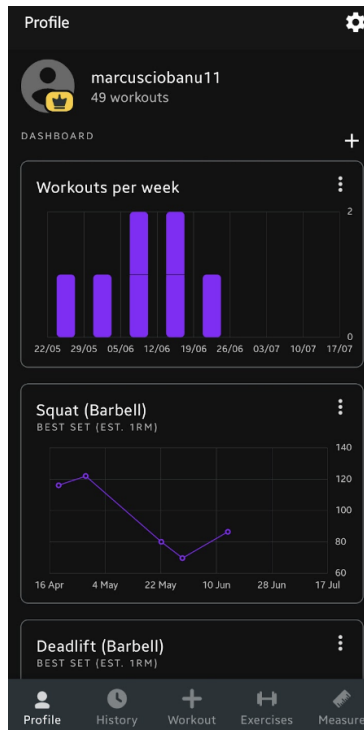 Profile
marcusciobanu11
49 workouts
DASHBOARD
Workouts per week
2
0
22/05 29/05 05/06 12/06 19/06 26/06 03/07 10/07 17/07
Squat (Barbell)
BEST SET (EST. 1RM)
140
120
100
80
60
16 Apr 4 May 22 May 10 Jun 28 Jun 17 Jul
Deadlift (Barbell)
BEST SET (EST. 1RM)
Profile History Workout Exercises Measure